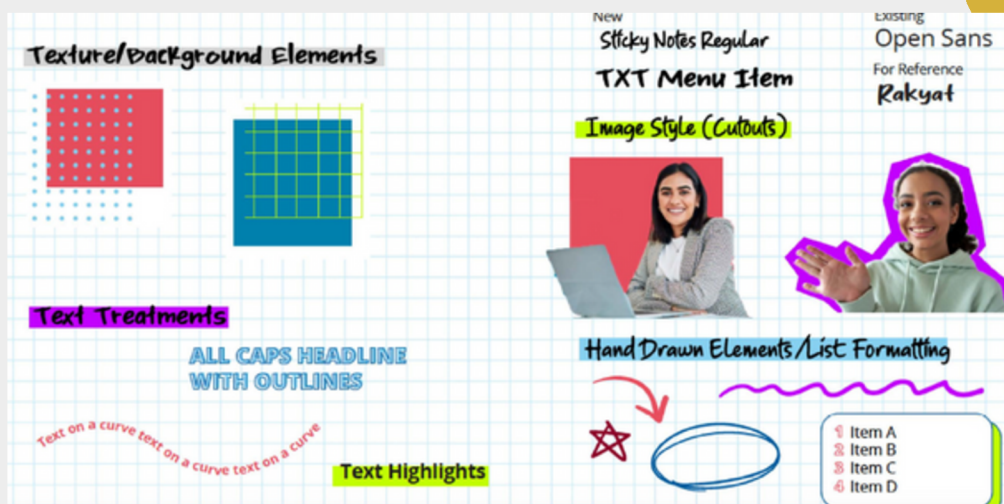 Texture/Background Elements
New
Sticky Notes Regular
TXT Menu Item
Existing
Open Sans
For Reference
Rakyat
Image Style (Cutouts)
Text Treatments
ALL CAPS HEADLINE
WITH OUTLINES
Text on a curve text on a curve text on a curve
Text Highlights
Hand Drawn Elements/List Formatting
1 Item A
2 Item B
3 Item C
4 Item D